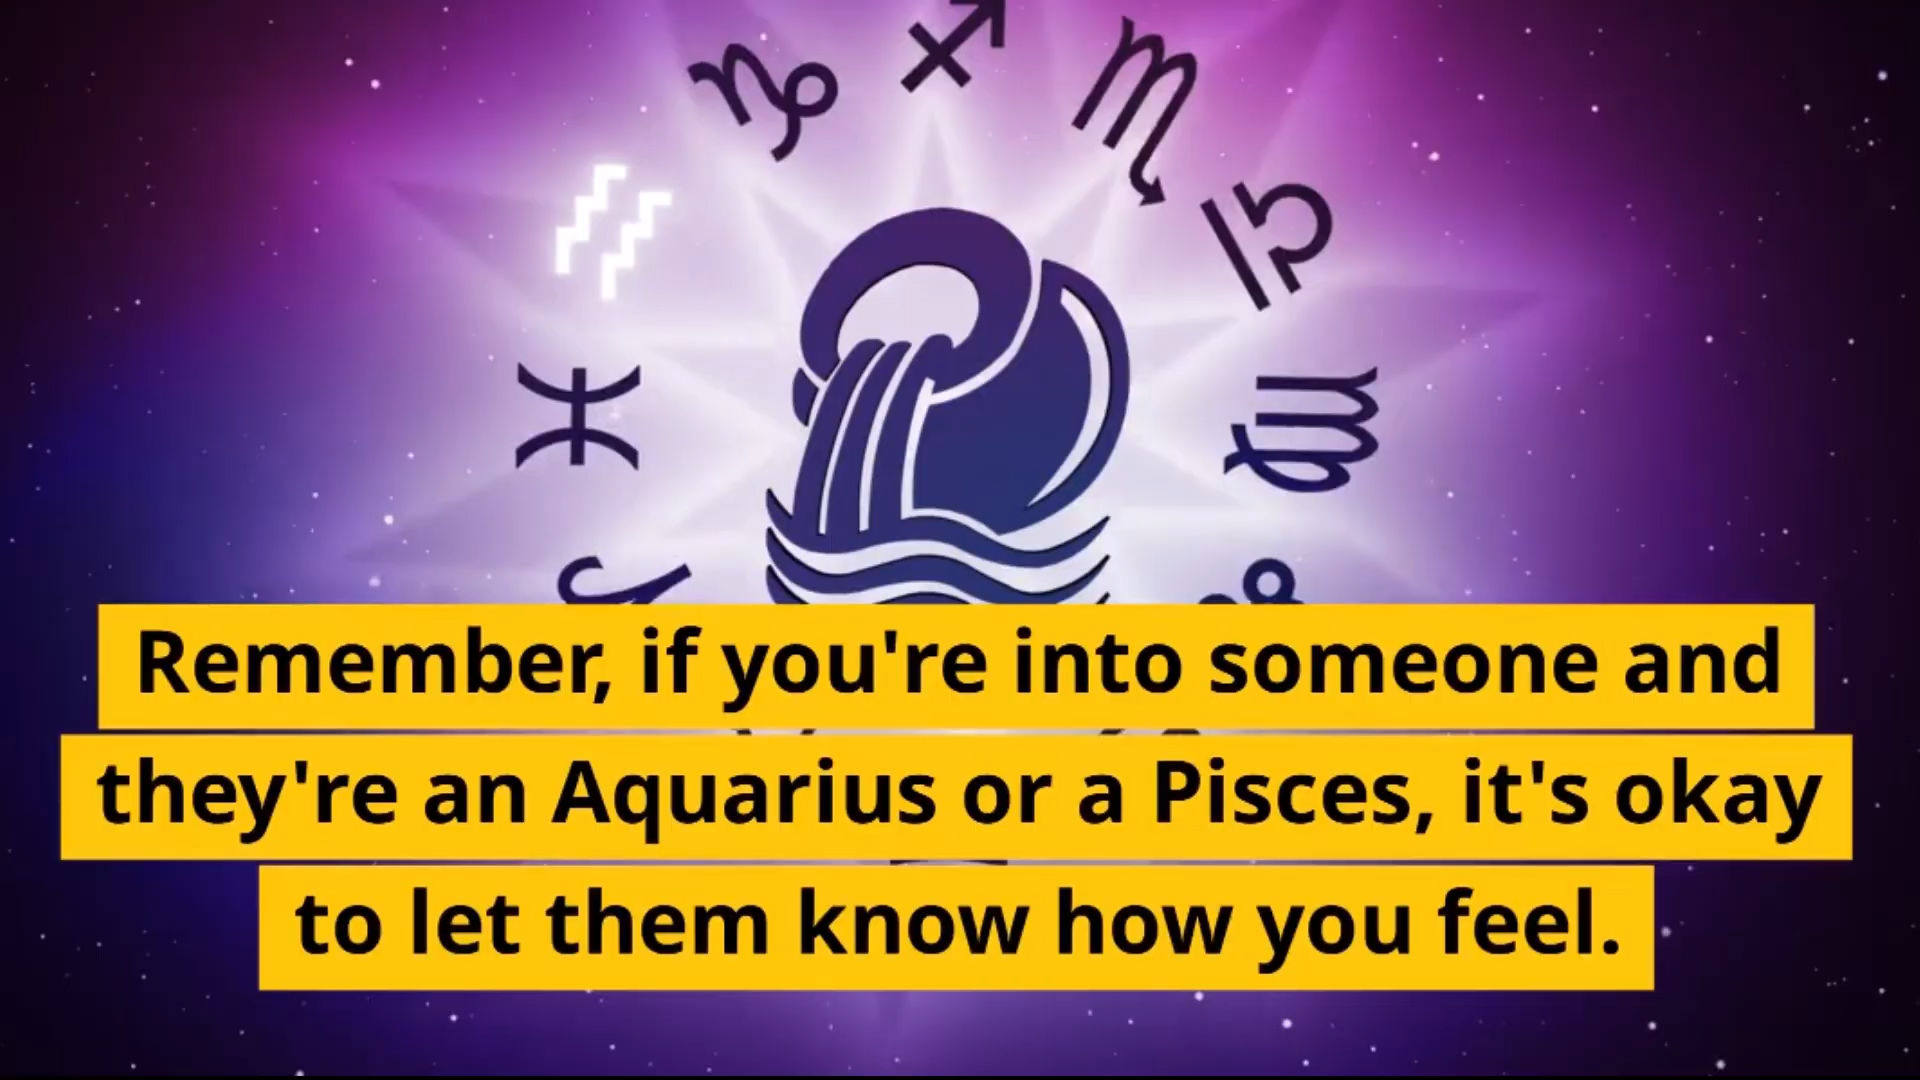 Remember, if you're into someone and
they're an Aquarius or a Pisces, it's okay
to let them know how you feel.